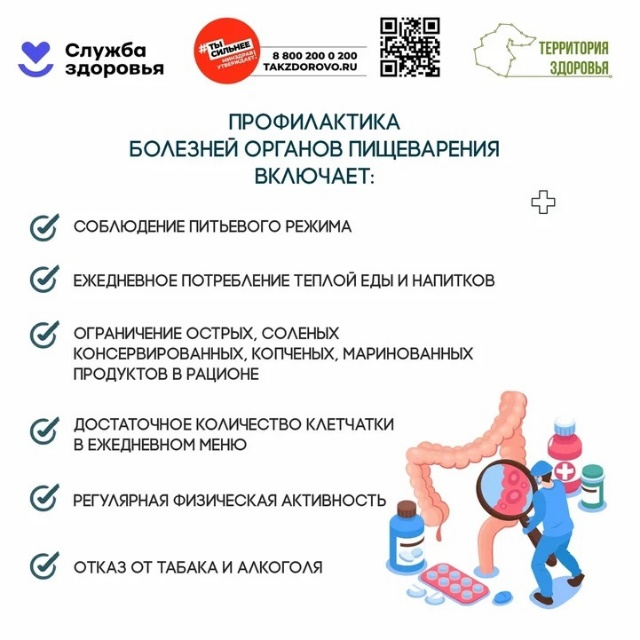 Служба
здоровья
#ТЫ
СИЛЬНЕЕ
МИНЗДРАВ
УТВЕРЖДАЕТ!
8 800 200 0 200
TAKZDOROVO.RU
ТЕРРИТОРИЯ
ЗДОРОВЬЯ
ПРОФИЛАКТИКА
БОЛЕЗНЕЙ ОРГАНОВ ПИЩЕВАРЕНИЯ
ВКЛЮЧАЕТ:
СОБЛЮДЕНИЕ ПИТЬЕВОГО РЕЖИМА
ЕЖЕДНЕВНОЕ ПОТРЕБЛЕНИЕ ТЕПЛОЙ ЕДЫ И НАПИТКОВ
ОГРАНИЧЕНИЕ ОСТРЫХ, СОЛЕНЫХ
КОНСЕРВИРОВАННЫХ, КОПЧЕНЫХ, МАРИНОВАННЫХ
ПРОДУКТОВ В РАЦИОНЕ
ДОСТАТОЧНОЕ КОЛИЧЕСТВО КЛЕТЧАТКИ
В ЕЖЕДНЕВНОМ МЕНЮ
РЕГУЛЯРНАЯ ФИЗИЧЕСКАЯ АКТИВНОСТЬ
ОТКАЗ ОТ ТАБАКА И АЛКОГОЛЯ